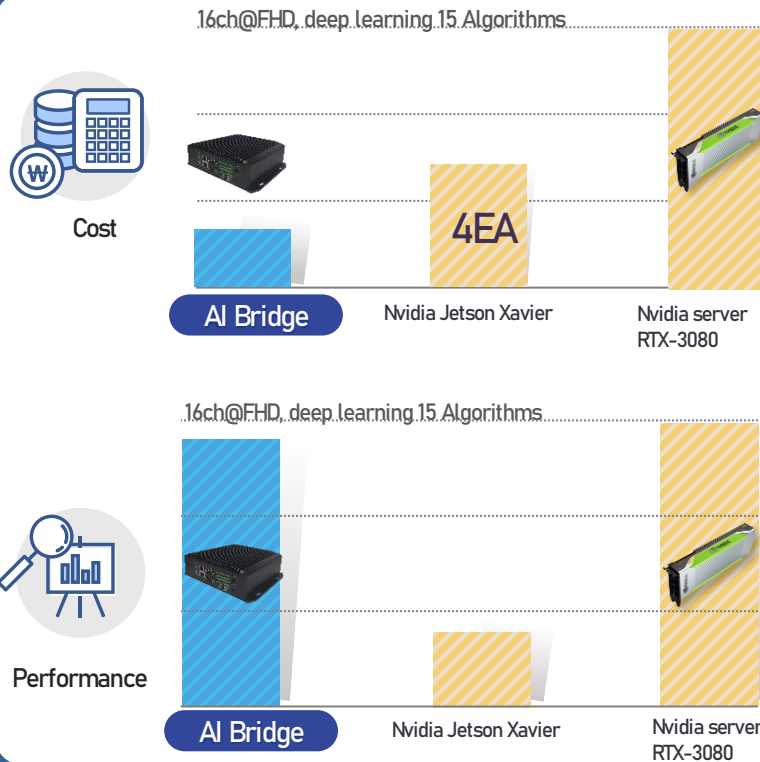 16ch@FHD, deep learning 15 Algorithms
₩
Cost
4EA
AI Bridge
Nvidia Jetson Xavier
Nvidia server
RTX-3080
16ch@FHD, deep learning 15 Algorithms
Performance
AI Bridge
Nvidia Jetson Xavier
Nvidia server
RTX-3080